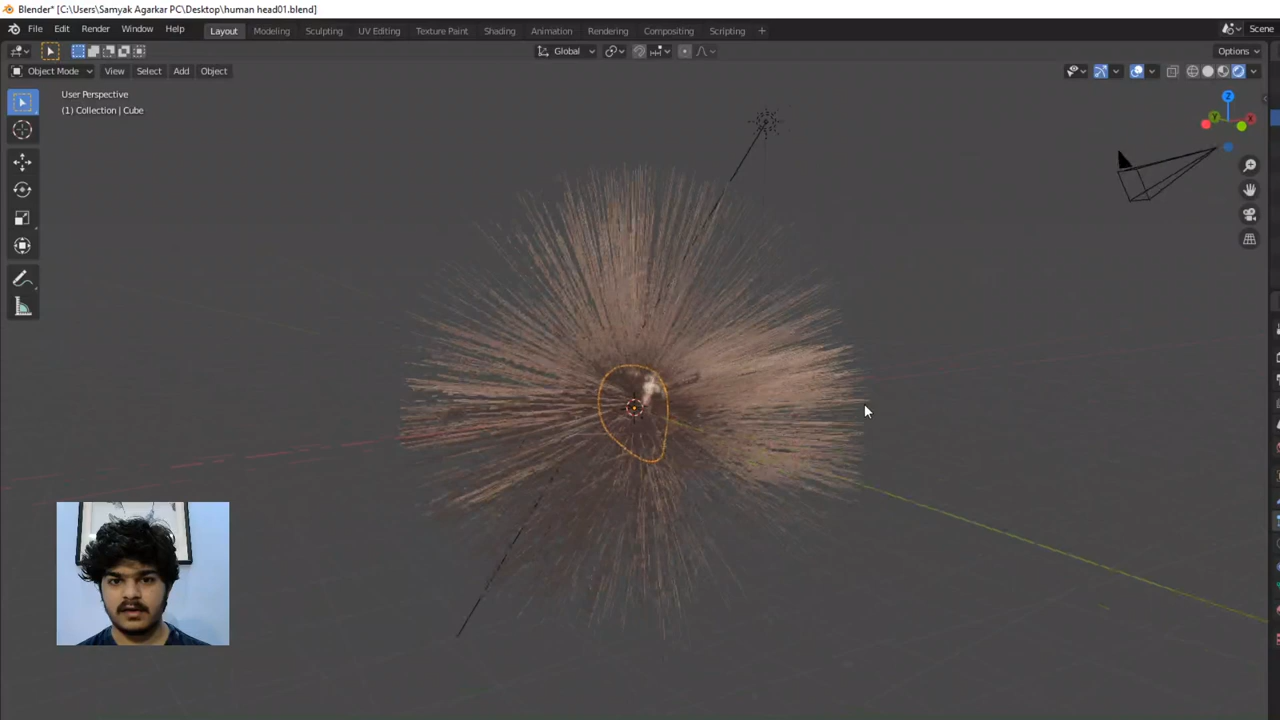 Blender* [C:\Users\Samyak Agarkar PC\Desktop\human head01.blend]
File Edit Render Window Help Layout Modeling Sculpting UV Editing Texture Paint Shading Animation Rendering Compositing Scripting + Scene
Global Options
Object Mode View Select Add Object
User Perspective
(1) Collection | Cube
Z
Y
X